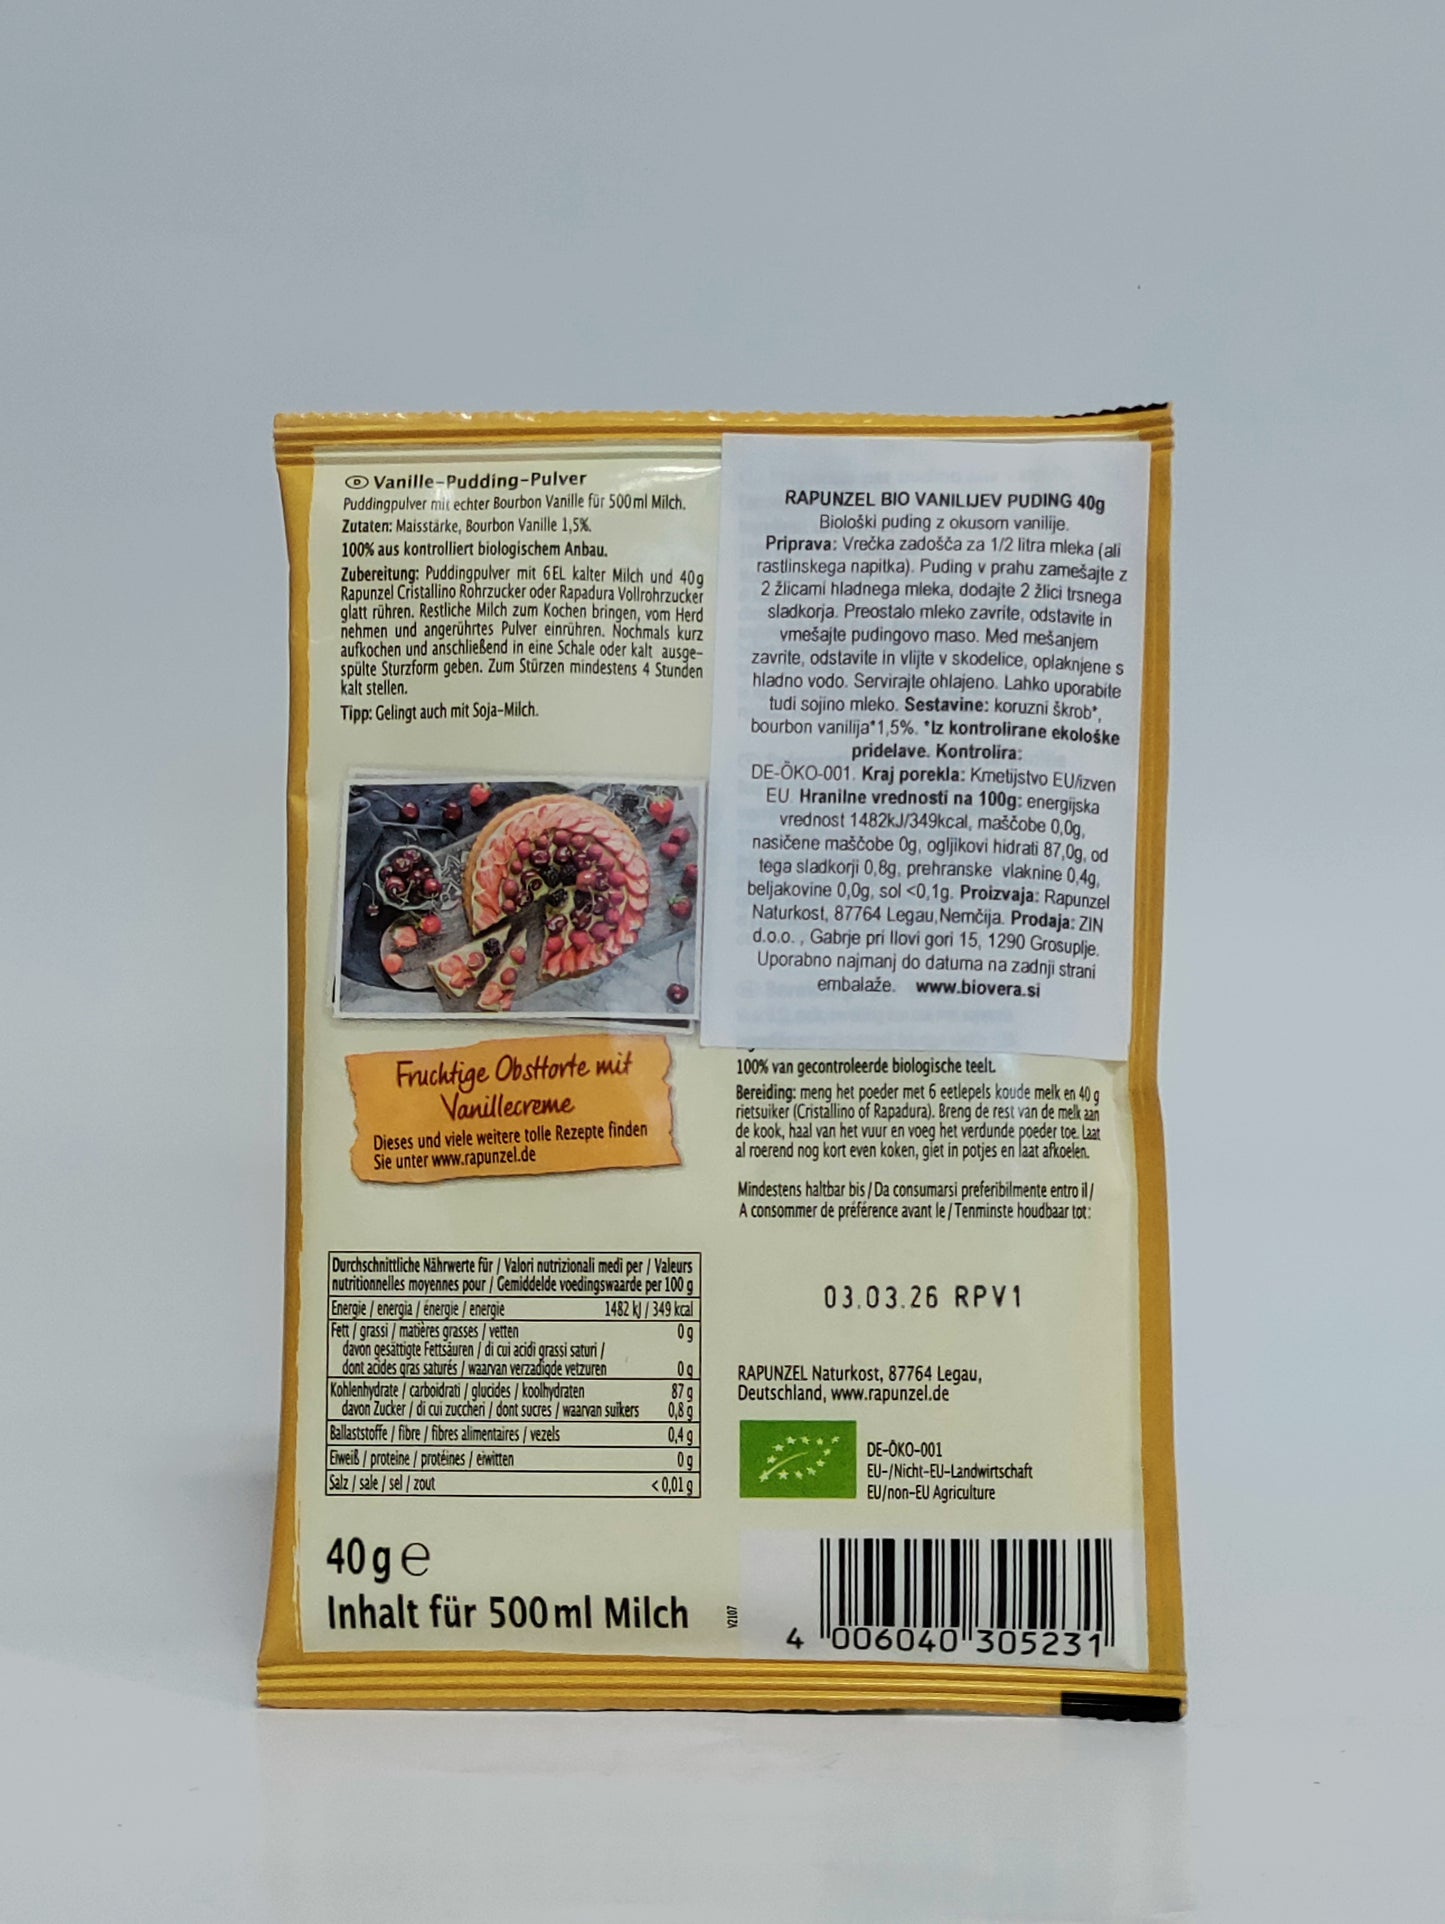 D Vanille-Pudding-Pulver
Puddingpulver mit echter Bourbon Vanille für 500ml Milch.
Zutaten: Maisstärke, Bourbon Vanille 1,5%.
100% aus kontrolliert biologischem Anbau.
Zubereitung: Puddingpulver mit 6EL kalter Milch und 40g
Rapunzel Cristallino Rohrzucker oder Rapadura Vollrohrzucker
glatt rühren. Restliche Milch zum Kochen bringen, vom Herd
nehmen und angerührtes Pulver einrühren. Nochmals kurz
aufkochen und anschließend in eine Schale oder kalt ausge-
spülte Sturzform geben. Zum Stürzen mindestens 4 Stunden
kalt stellen.
Tipp: Gelingt auch mit Soja-Milch.
Fruchtige Obsttorte mit
Vanillecreme
Dieses und viele weitere tolle Rezepte finden
Sie unter www.rapunzel.de
Durchschnittliche Nährwerte für / Valori nutrizionali medi per / Valeurs
nutritionnelles moyennes pour / Gemiddelde voedingswaarde per 100 g
Energie / energia / énergie / energie 1482 kJ / 349 kcal
Fett / grassi / matières grasses / vetten 0 g
davon gesättigte Fettsäuren / di cui acidi grassi saturi /
dont acides gras saturés / waarvan verzadigde vetzuren 0 g
Kohlenhydrate / carboidrati / glucides / koolhydraten 87 g
davon Zucker / di cui zuccheri / dont sucres / waarvan suikers 0,8 g
Ballaststoffe / fibre / fibres alimentaires / vezels 0,4 g
Eiweiß / proteine / protéines / eiwitten 0 g
Salz / sale / sel / zout < 0,01 g
40 g e
Inhalt für 500 ml Milch
RAPUNZEL BIO VANILIJEV PUDING 40g
Biološki puding z okusom vanilije.
Priprava: Vrečka zadošča za 1/2 litra mleka (ali
rastlinskega napitka). Puding v prahu zamešajte z
2 žlicami hladnega mleka, dodajte 2 žlici trsnega
sladkorja. Preostalo mleko zavrite, odstavite in
vmešajte pudingovo maso. Med mešanjem
zavrite, odstavite in vlijte v skodelice, oplaknjene s
hladno vodo. Servirajte ohlajeno. Lahko uporabite
tudi sojino mleko. Sestavine: koruzni škrob*,
bourbon vanilija*1,5%. *Iz kontrolirane ekološke
pridelave. Kontrolira:
DE-ÖKO-001. Kraj porekla: Kmetijstvo EU/izven
EU. Hranilne vrednosti na 100g: energijska
vrednost 1482kJ/349kcal, maščobe 0,0g,
nasičene maščobe 0g, ogljikovi hidrati 87,0g, od
tega sladkorji 0,8g, prehranske vlaknine 0,4g,
beljakovine 0,0g, sol <0,1g. Proizvaja: Rapunzel
Naturkost, 87764 Legau,Nemčija. Prodaja: ZIN
d.o.o. , Gabrje pri Ilovi gori 15, 1290 Grosuplje.
Uporabno najmanj do datuma na zadnji strani
embalaže. www.biovera.si
100% van gecontroleerde biologische teelt.
Bereiding: meng het poeder met 6 eetlepels koude melk en 40 g
rietsuiker (Cristallino of Rapadura). Breng de rest van de melk aan
de kook, haal van het vuur en voeg het verdunde poeder toe. Laat
al roerend nog kort even koken, giet in potjes en laat afkoelen.
Mindestens haltbar bis / Da consumarsi preferibilmente entro il /
A consommer de préférence avant le / Tenminste houdbaar tot:
03.03.26 RPV1
RAPUNZEL Naturkost, 87764 Legau,
Deutschland, www.rapunzel.de
DE-ÖKO-001
EU-/Nicht-EU-Landwirtschaft
EU/non-EU Agriculture
V2107
4 006040 305231